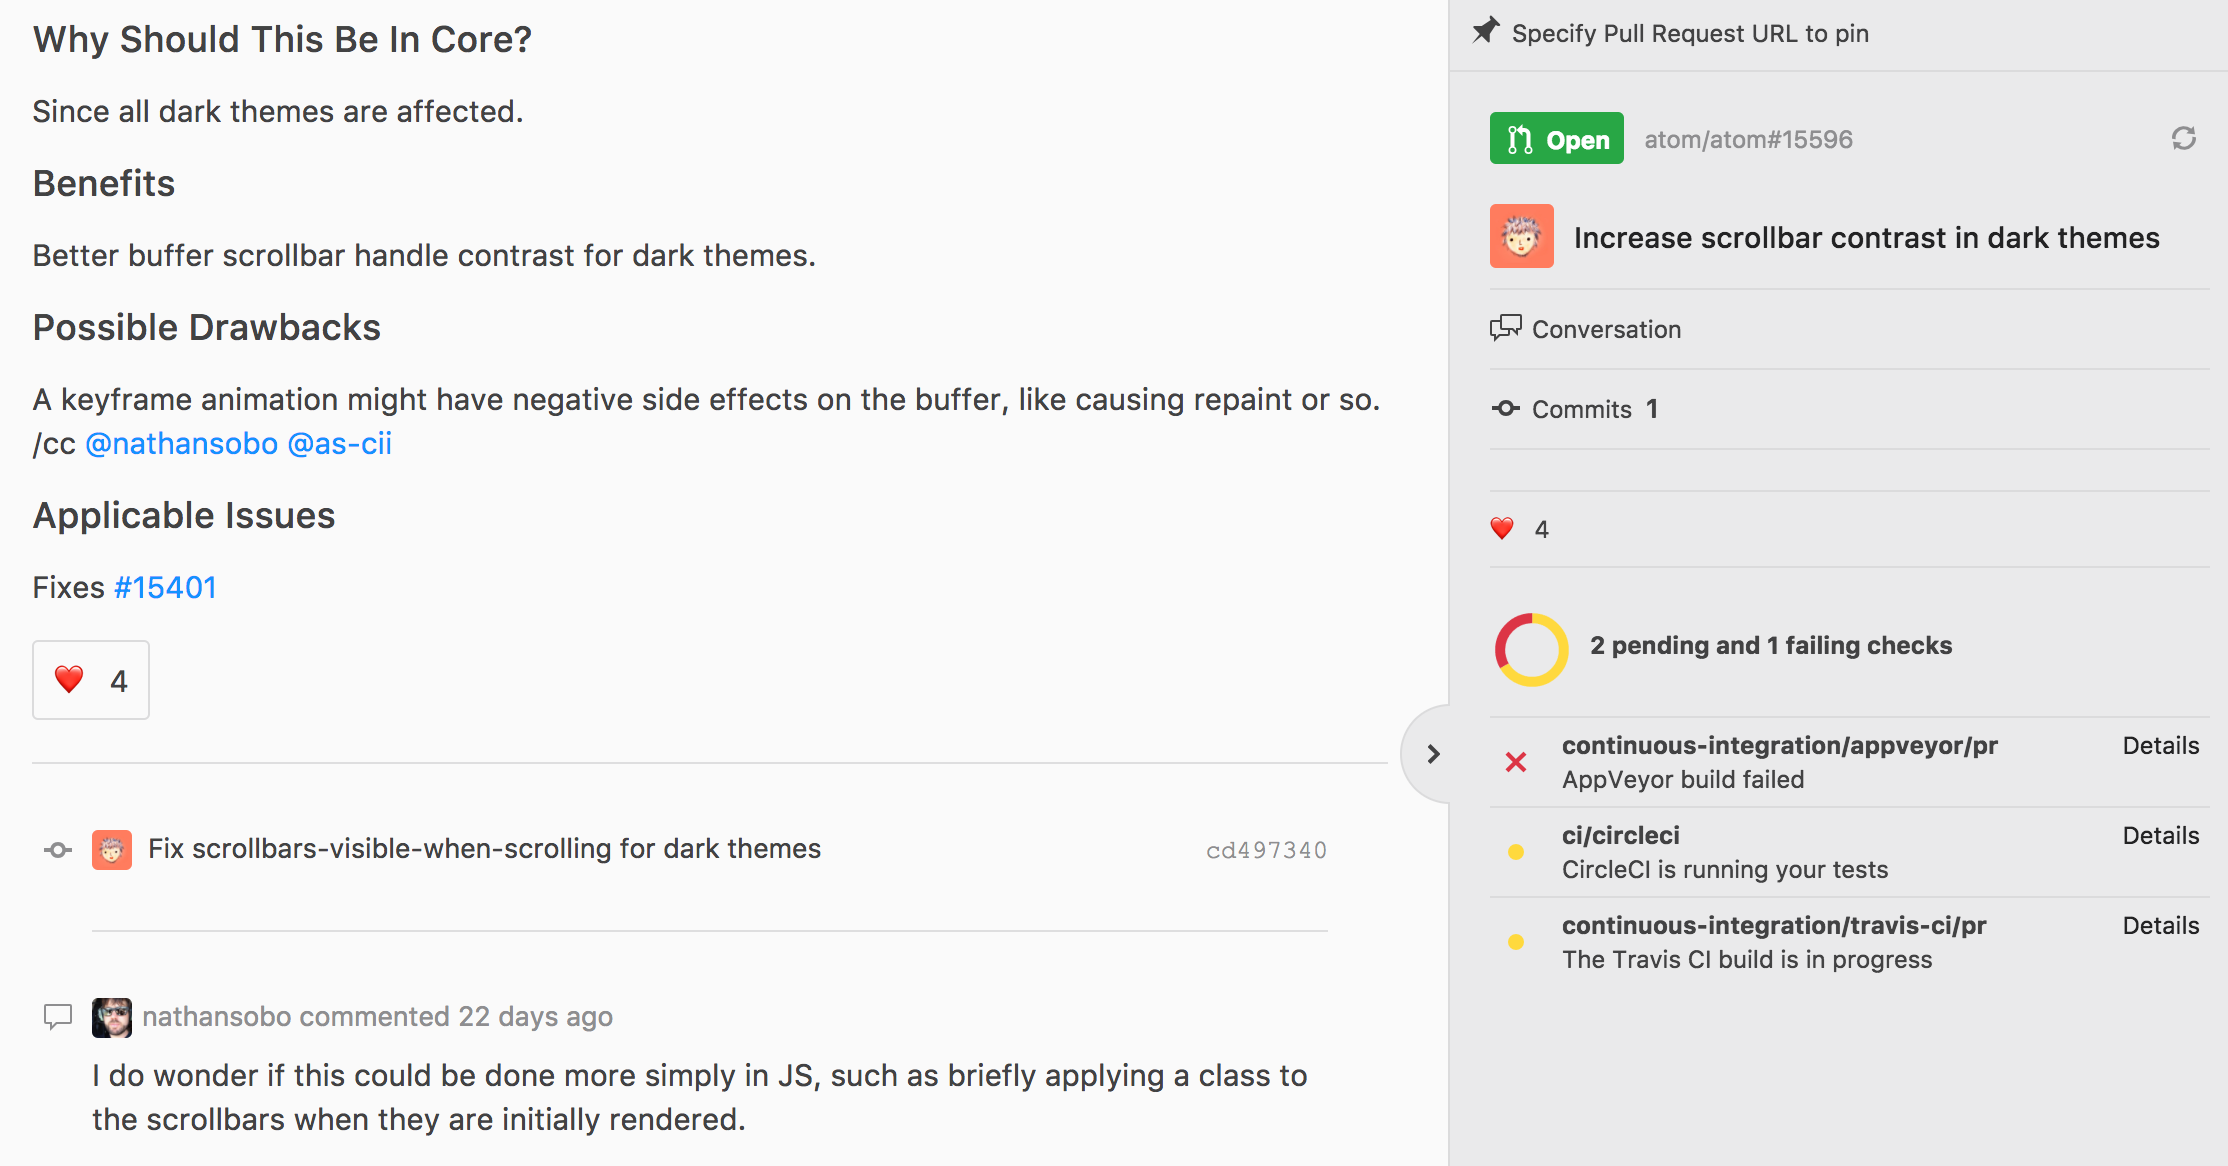 Why Should This Be In Core?
Since all dark themes are affected.
Benefits
Better buffer scrollbar handle contrast for dark themes.
Possible Drawbacks
A keyframe animation might have negative side effects on the buffer, like causing repaint or so.
/cc @nathansobo @as-cii
Applicable Issues
Fixes #15401
❤️ 4
Fix scrollbars-visible-when-scrolling for dark themes cd497340
nathansobo commented 22 days ago
I do wonder if this could be done more simply in JS, such as briefly applying a class to
the scrollbars when they are initially rendered.
Specify Pull Request URL to pin
Open atom/atom#15596
Increase scrollbar contrast in dark themes
Conversation
Commits 1
❤️ 4
2 pending and 1 failing checks
continuous-integration/appveyor/pr Details
AppVeyor build failed
ci/circleci Details
CircleCI is running your tests
continuous-integration/travis-ci/pr Details
The Travis CI build is in progress